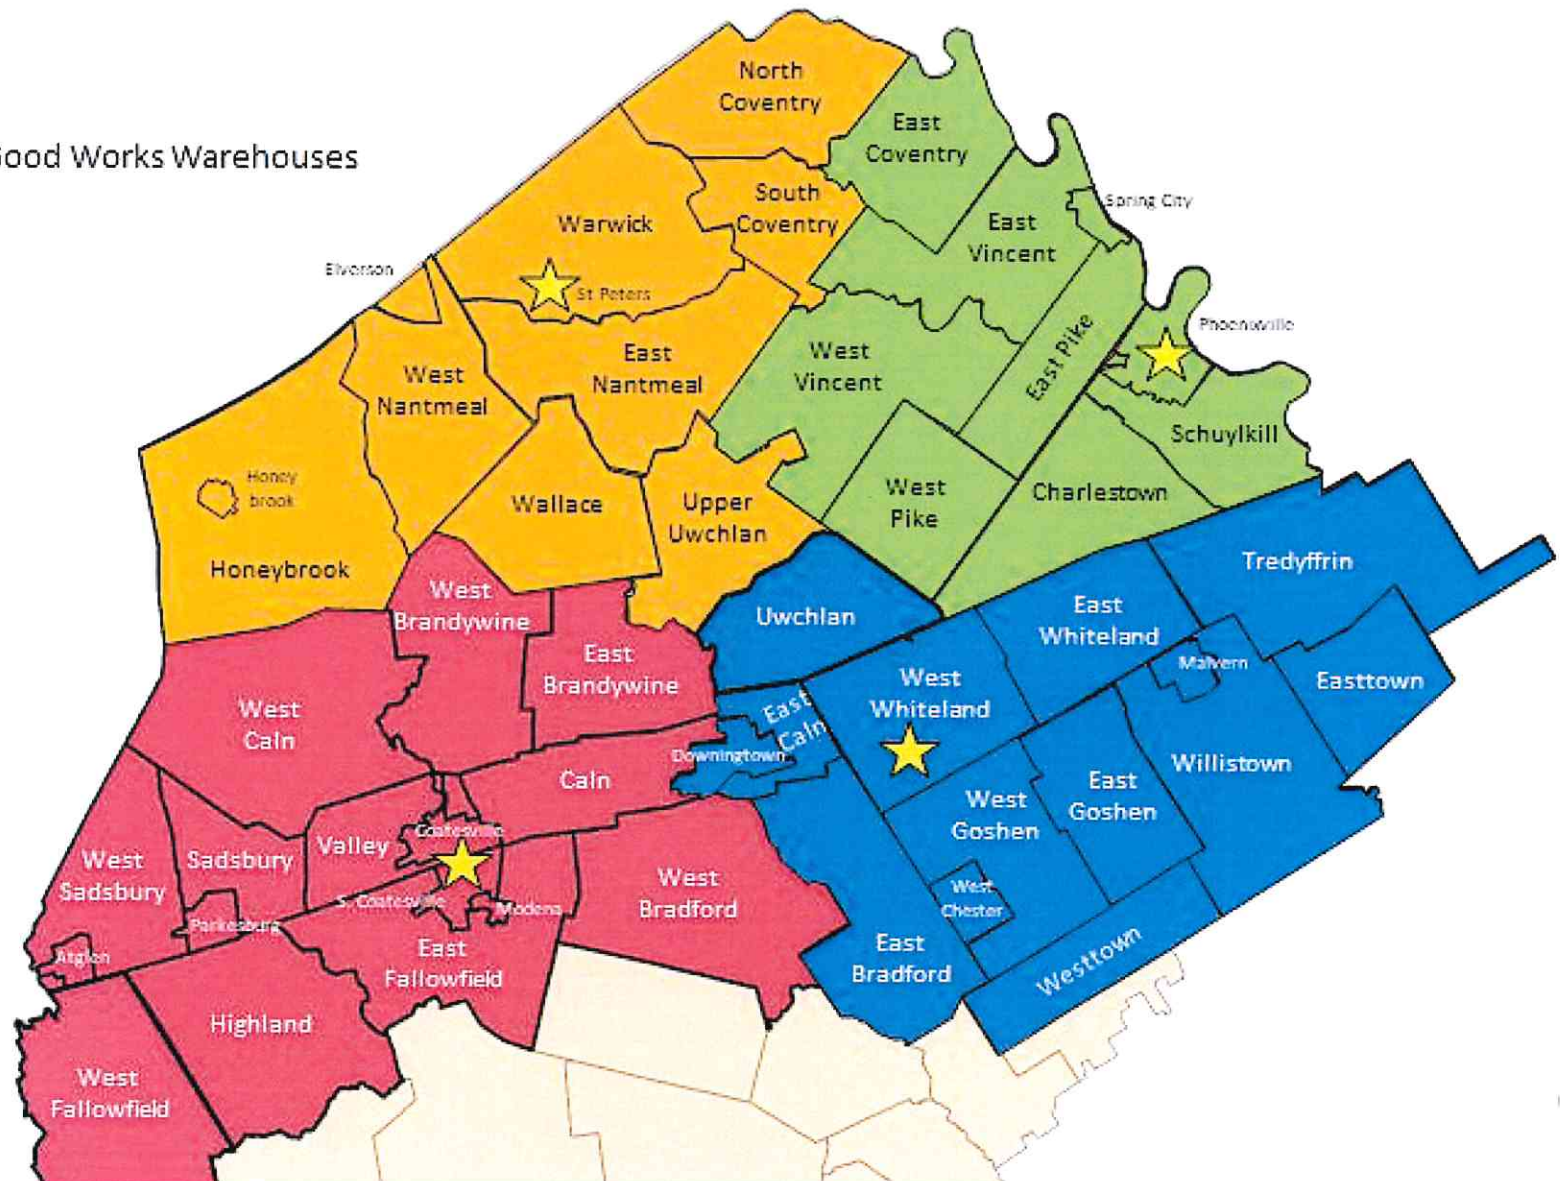 Good Works Warehouses
North
Coventry
East
Coventry
South
Coventry
Warwick
Spring City
East
Vincent
Elverson
St Peters
Phoenixville
East Pike
West
Vincent
East
Nantmeal
West
Nantmeal
Schuylkill
Honey
brook
Wallace
Upper
Uwchlan
West
Pike
Charlestown
Honeybrook
Tredyffrin
West
Brandywine
Uwchlan
East
Whiteland
East
Brandywine
Malvern
Easttown
West
Whiteland
West
Caln
East
Caln
Downingtown
Caln
Willistown
West
Goshen
East
Goshen
Coatesville
Valley
Sadsbury
West
Sadsbury
West
Bradford
West
Chester
S. Coatesville
Modena
Parkesburg
Atglen
East
Fallowfield
East
Bradford
Westtown
Highland
West
Fallowfield